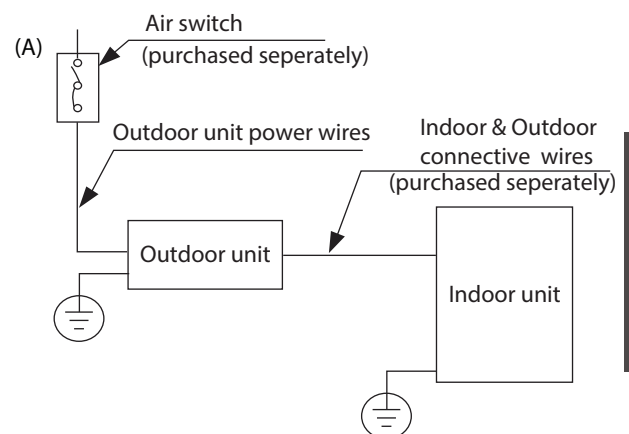 Air switch
(A)
(purchased seperately)
Outdoor unit power wires
Indoor & Outdoor
connective wires
(purchased seperately)
Outdoor unit
Indoor unit